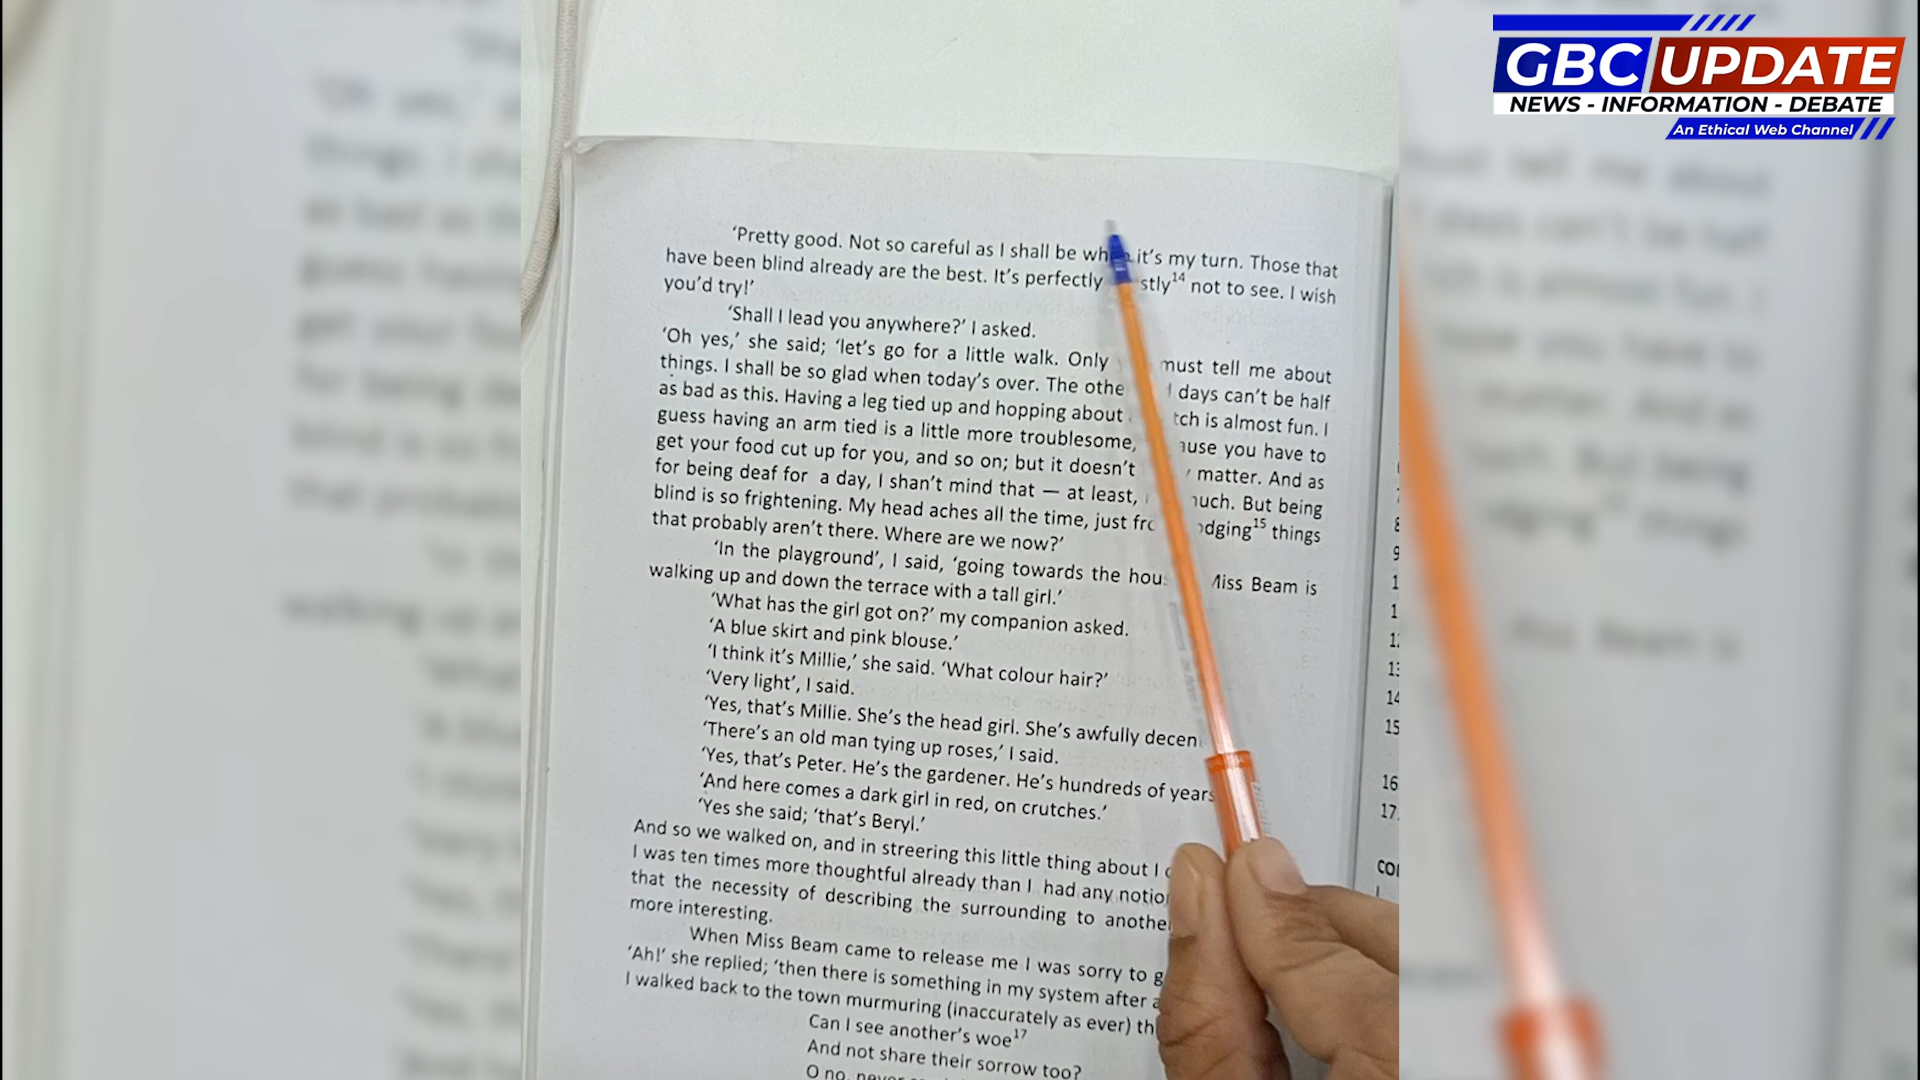 GBC UPDATE
NEWS - INFORMATION - DEBATE
An Ethical Web Channel
‘Pretty good. Not so careful as I shall be it’s my turn. Those that
have been blind already are the best. It’s perfectly not to see. I wish
you’d try!’
‘Shall I lead you anywhere?’ I asked.
‘Oh yes,’ she said; ‘let’s go for a little walk. Only must tell me about
things. I shall be so glad when today’s over. The days can’t be half
as bad as this. Having a leg tied up and hopping about is almost fun. I
guess having an arm tied is a little more troublesome, you have to
get your food cut up for you, and so on; but it doesn’t matter. And as
for being deaf for a day, I shan’t mind that — at least, But being
blind is so frightening. My head aches all the time, just things
that probably aren’t there. Where are we now?’
‘In the playground’, I said, ‘going towards the Miss Beam is
walking up and down the terrace with a tall girl.’
‘What has the girl got on?’ my companion asked.
‘A blue skirt and pink blouse.’
‘I think it’s Millie,’ she said. ‘What colour hair?’
‘Very light’, I said.
‘Yes, that’s Millie. She’s the head girl. She’s awfully
‘There’s an old man tying up roses,’ I said.
‘Yes, that’s Peter. He’s the gardener. He’s hundreds of years
‘And here comes a dark girl in red, on crutches.’
‘Yes she said; ‘that’s Beryl.’
And so we walked on, and in streering this little thing about I
I was ten times more thoughtful already than I had any
that the necessity of describing the surrounding to
more interesting.
When Miss Beam came to release me I was sorry to
‘Ah!’ she replied; ‘then there is something in my system after
I walked back to the town murmuring (inaccurately as ever)
Can I see another’s woe17
And not share their sorrow too?
O no,
8
9
16
17.